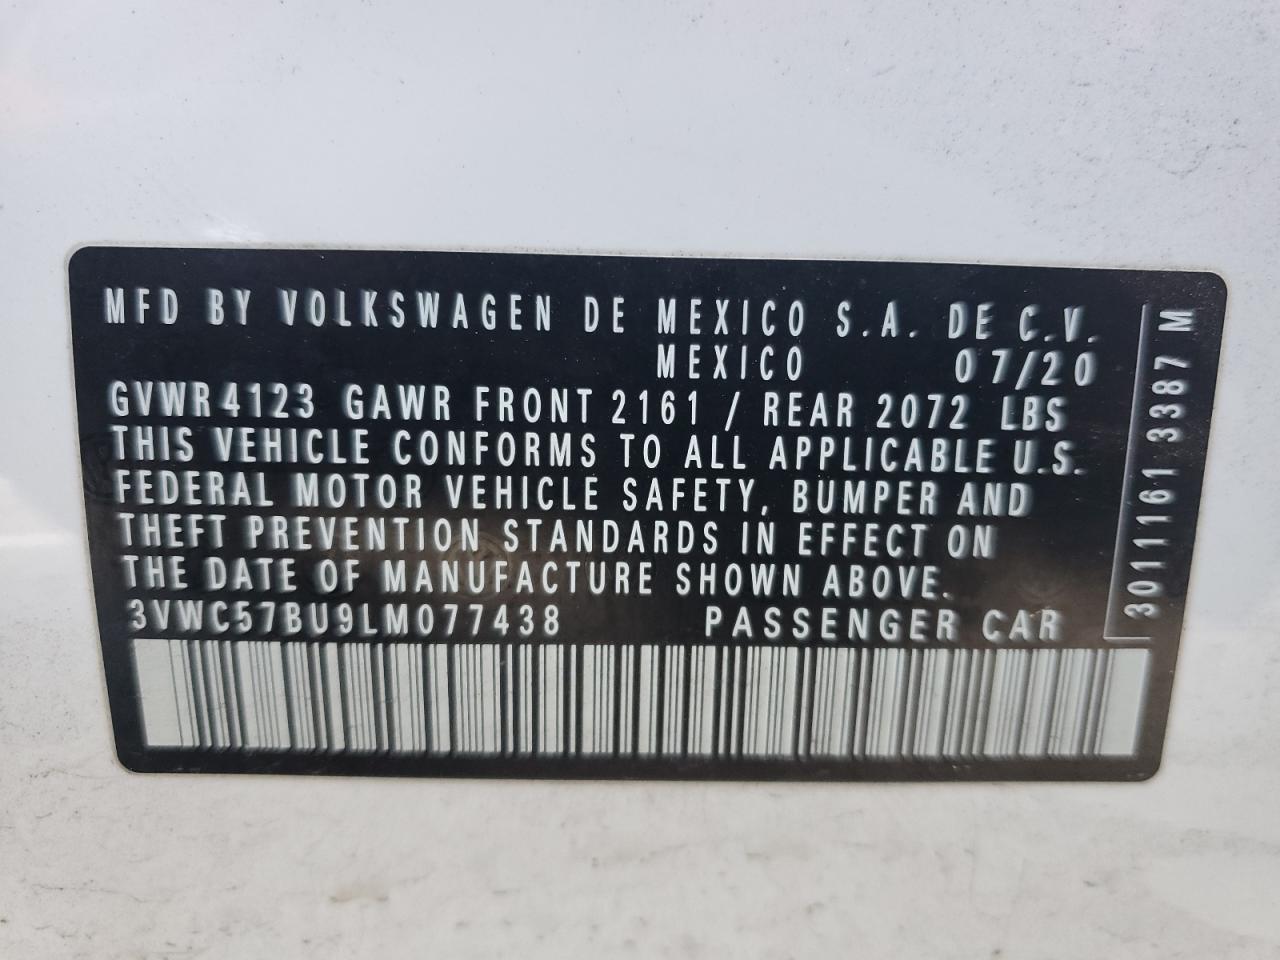 MFD BY VOLKSWAGEN DE MEXICO S.A. DE C.V.
MEXICO 07/20
GVWR 4123 GAWR FRONT 2161 / REAR 2072 LBS
THIS VEHICLE CONFORMS TO ALL APPLICABLE U.S.
FEDERAL MOTOR VEHICLE SAFETY, BUMPER AND
THEFT PREVENTION STANDARDS IN EFFECT ON
THE DATE OF MANUFACTURE SHOWN ABOVE.
3VWC57BU9LM077438 PASSENGER CAR
3011161 3387 M